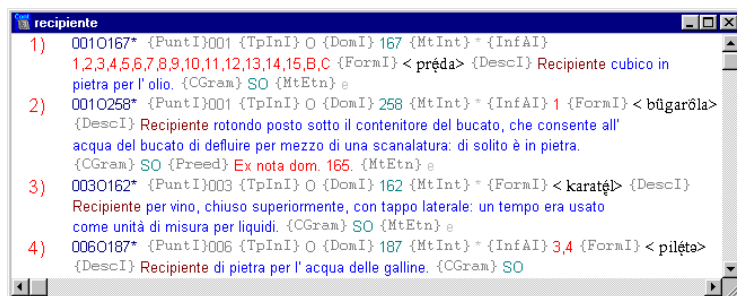 recipiente
1) 001O167* {PuntI}001 {TpInI} O {DomI} 167 {MtInt} * {InfAI}
1,2,3,4,5,6,7,8,9,10,11,12,13,14,15,B,C {FormI} < prẹ́da> {DescI} Recipiente cubico in
pietra per l' olio. {CGram} SO {MtEtn} e
2) 001O258* {PuntI}001 {TpInI} O {DomI} 258 {MtInt} * {InfAI} 1 {FormI} < bügaröla>
{DescI} Recipiente rotondo posto sotto il contenitore del bucato, che consente all'
acqua del bucato di defluire per mezzo di una scanalatura: di solito è in pietra.
{CGram} SO {Preed} Ex nota dom. 165. {MtEtn} e
3) 003O162* {PuntI}003 {TpInI} O {DomI} 162 {MtInt} * {FormI} < karatẹ́l> {DescI}
Recipiente per vino, chiuso superiormente, con tappo laterale: un tempo era usato
come unità di misura per liquidi. {CGram} SO {MtEtn} e
4) 006O187* {PuntI}006 {TpInI} O {DomI} 187 {MtInt} * {InfAI} 3,4 {FormI} < pilẹ́tə>
{DescI} Recipiente di pietra per l' acqua delle galline. {CGram} SO